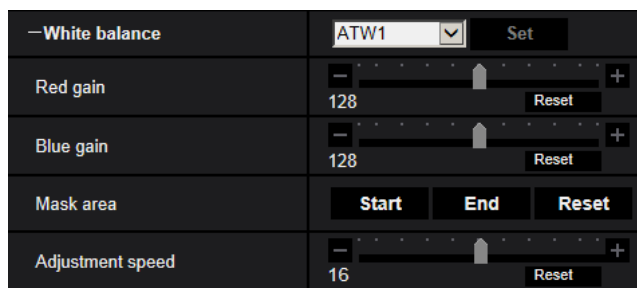 −White balance ATW1 Set
Red gain − +
128 Reset
Blue gain − +
128 Reset
Mask area Start End Reset
Adjustment speed − +
16 Reset